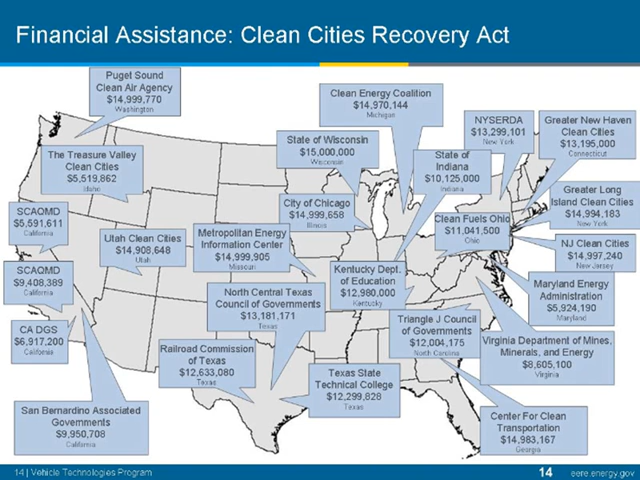 Financial Assistance: Clean Cities Recovery Act
Puget Sound
Clean Air Agency
$14,999,770
Washington
Clean Energy Coalition
$14,970,144
Michigan
NYSERDA
$13,299,101
New York
Greater New Haven
Clean Cities
$13,195,000
Connecticut
State of Wisconsin
$15,000,000
Wisconsin
The Treasure Valley
Clean Cities
$5,519,862
Idaho
State of
Indiana
$10,125,000
Indiana
Greater Long
Island Clean Cities
$14,994,183
New York
City of Chicago
$14,999,658
Illinois
SCAQMD
$5,591,611
California
Utah Clean Cities
$14,908,648
Utah
Metropolitan Energy
Information Center
$14,999,905
Missouri
Clean Fuels Ohio
$11,041,500
Ohio
NJ Clean Cities
$14,997,240
New Jersey
SCAQMD
$9,408,389
California
Kentucky Dept.
of Education
$12,980,000
Kentucky
Maryland Energy
Administration
$5,924,190
Maryland
North Central Texas
Council of Governments
$13,181,171
Texas
CA DGS
$6,917,200
California
Triangle J Council
of Governments
$12,004,175
North Carolina
Virginia Department of Mines,
Minerals, and Energy
$8,605,100
Virginia
Railroad Commission
of Texas
$12,633,080
Texas
Texas State
Technical College
$12,299,828
Texas
San Bernardino Associated
Governments
$9,950,708
California
Center For Clean
Transportation
$14,983,167
Georgia
14 | Vehicle Technologies Program
14
eere.energy.gov